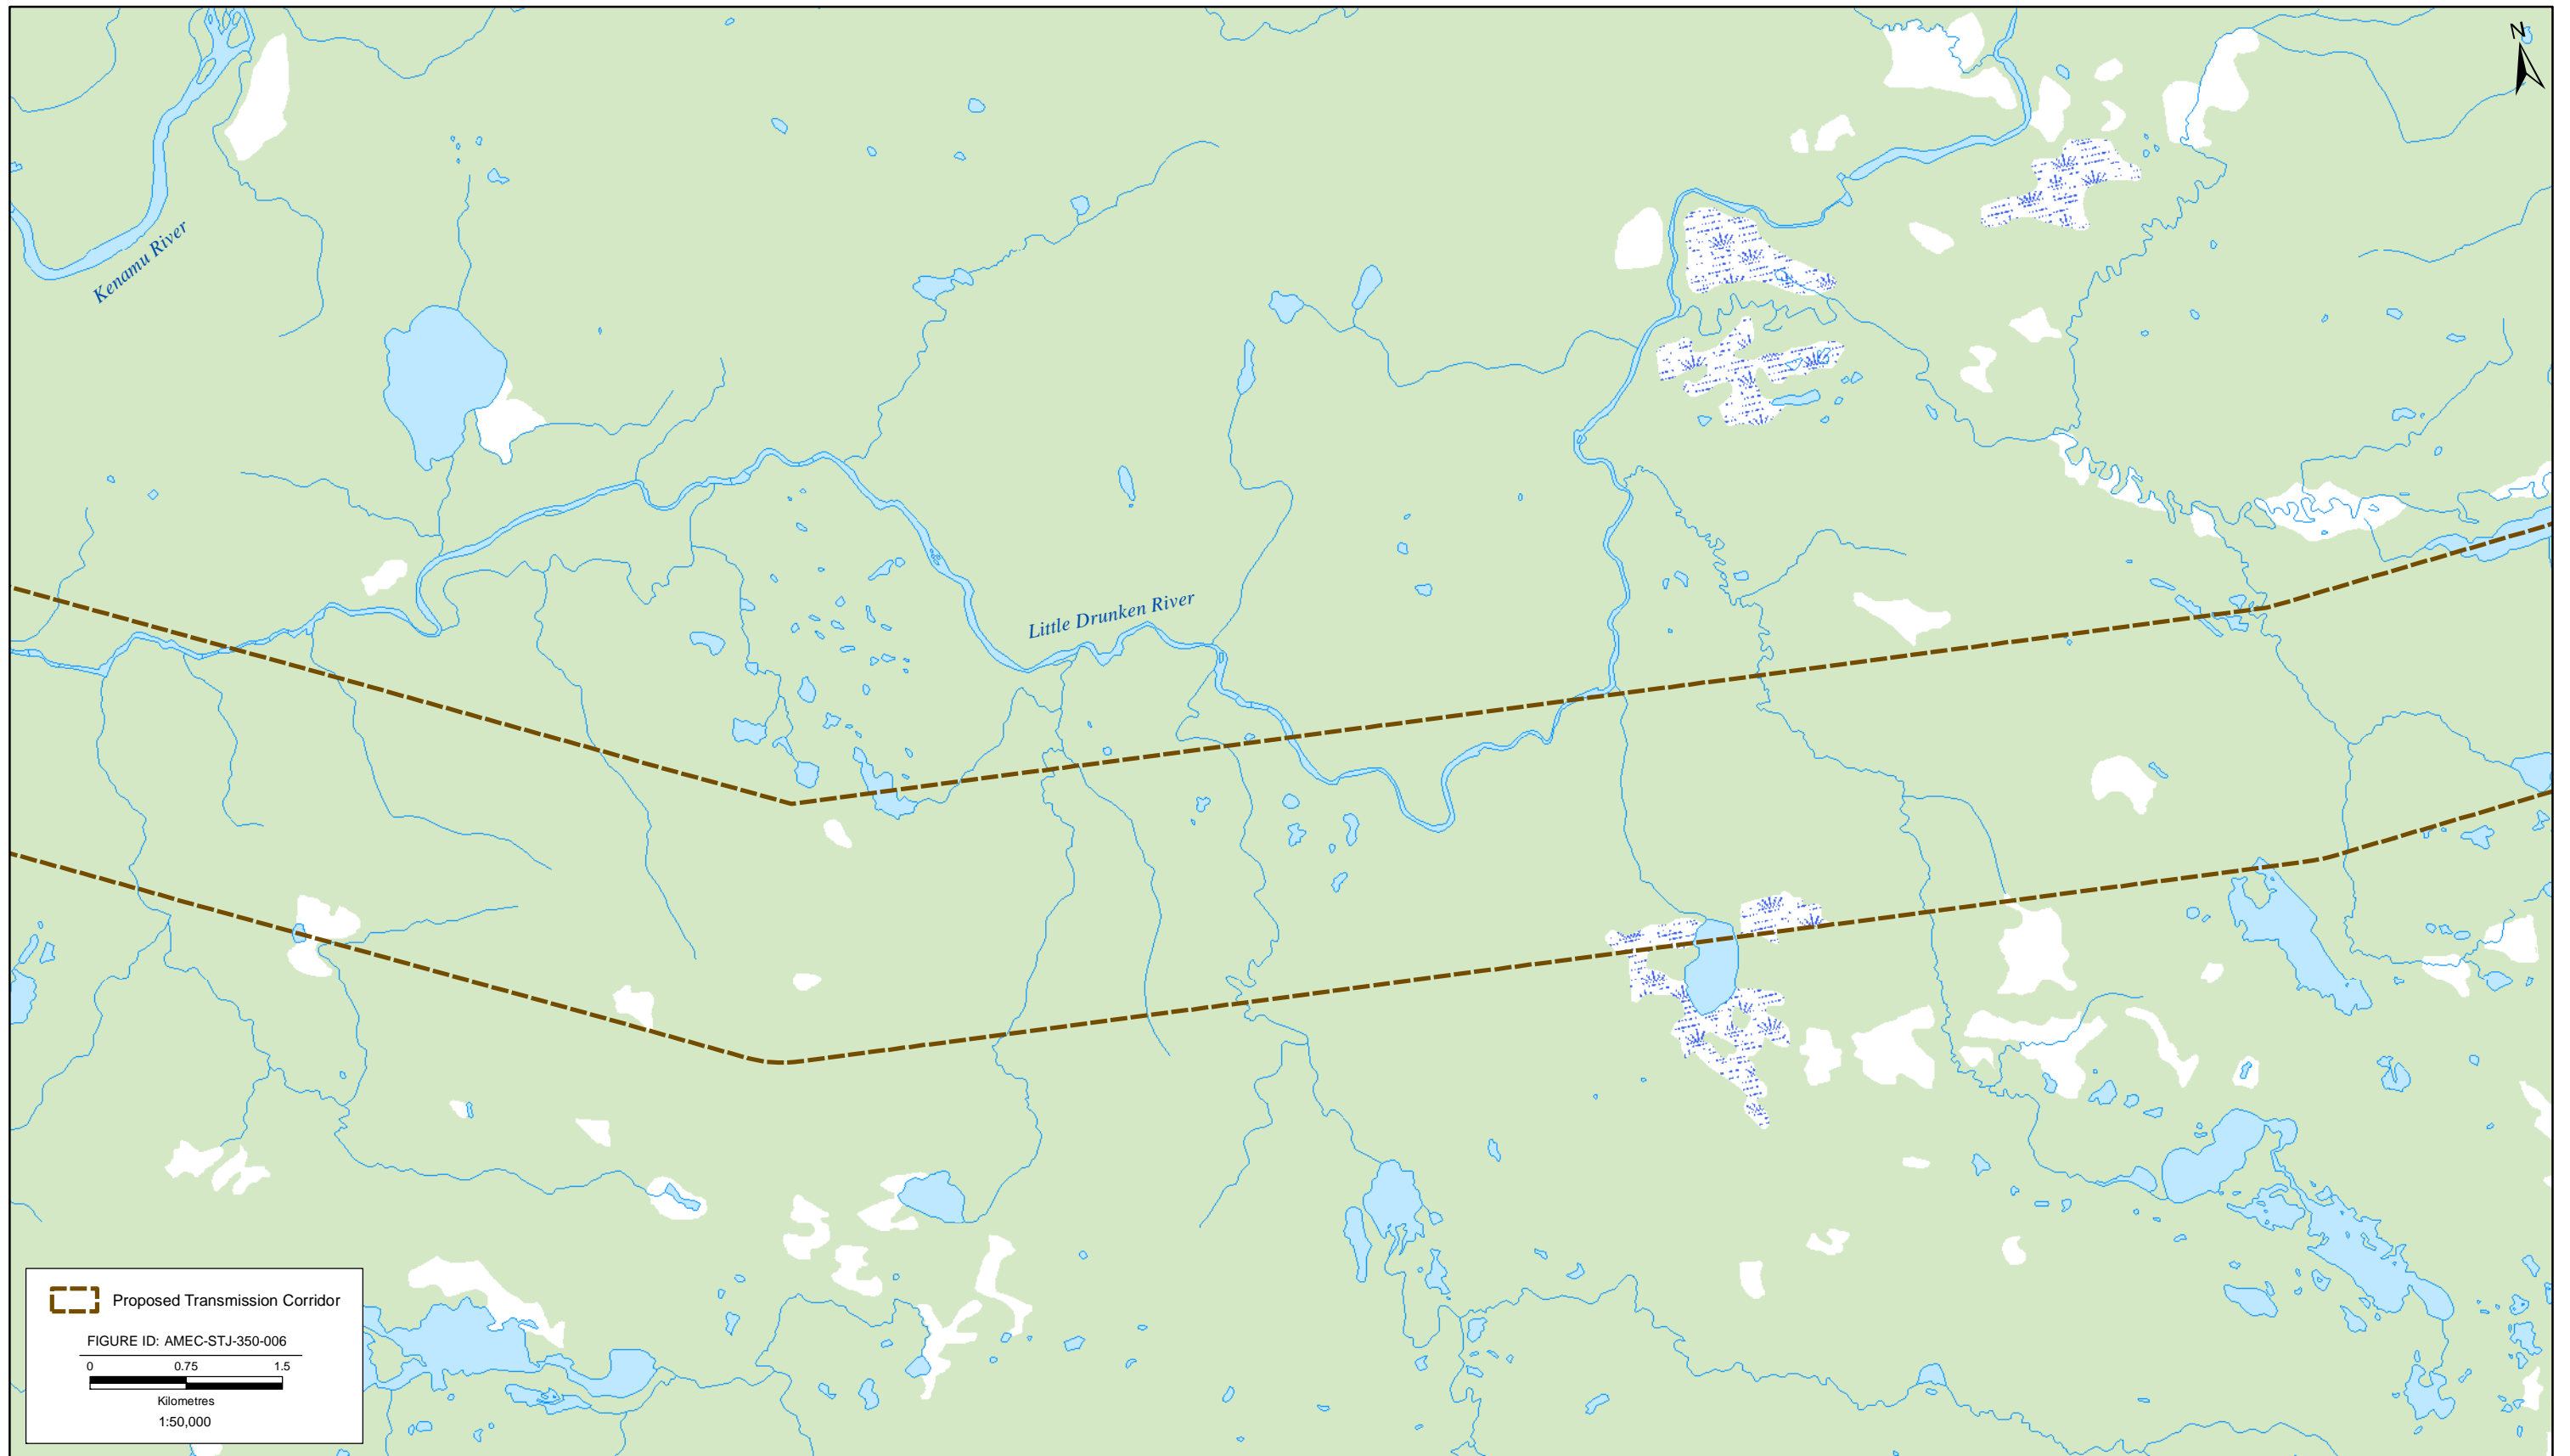 N
Kenamu River
Little Drunken River
Proposed Transmission Corridor
FIGURE ID: AMEC-STJ-350-006
0 0.75 1.5
Kilometres
1:50,000